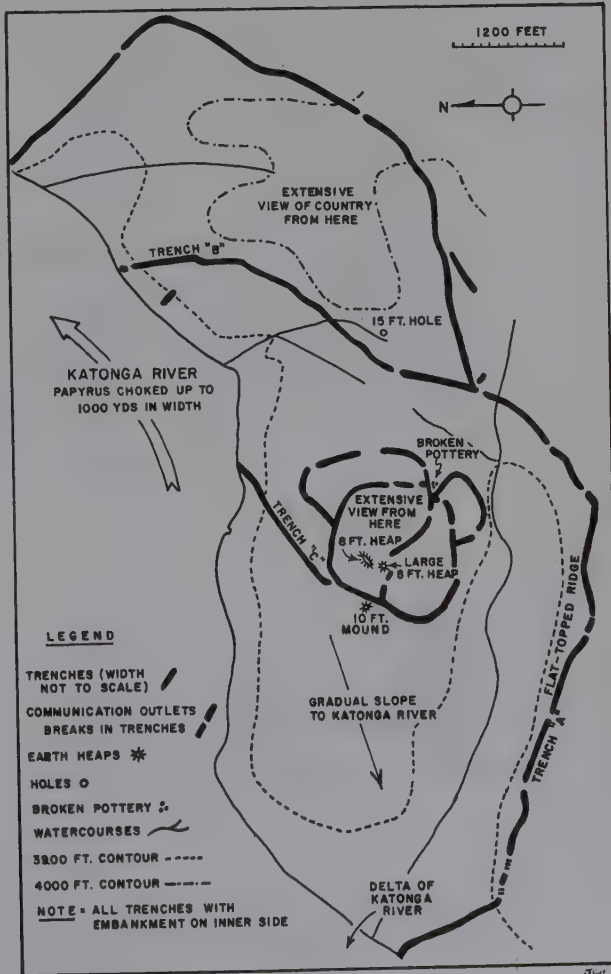 1200 FEET
N
EXTENSIVE
VIEW OF COUNTRY
FROM HERE
TRENCH "B"
15 FT. HOLE
KATONGA RIVER
PAPYRUS CHOKED UP TO
1000 YDS IN WIDTH
BROKEN
POTTERY
EXTENSIVE
VIEW FROM
HERE
8 FT. HEAP
LARGE
8 FT. HEAP
TRENCH "C"
10 FT.
MOUND
FLAT-TOPPED RIDGE
TRENCH "A"
GRADUAL SLOPE
TO KATONGA RIVER
DELTA OF
KATONGA
RIVER
LEGEND
TRENCHES (WIDTH
NOT TO SCALE)
COMMUNICATION OUTLETS
BREAKS IN TRENCHES
EARTH HEAPS
HOLES
BROKEN POTTERY
WATERCOURSES
3900 FT. CONTOUR
4000 FT. CONTOUR
NOTE = ALL TRENCHES WITH
EMBANKMENT ON INNER SIDE